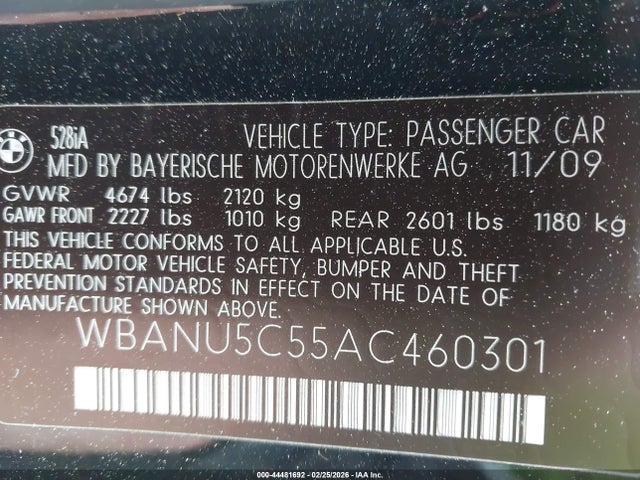 BMW
528iA VEHICLE TYPE: PASSENGER CAR
MFD BY BAYERISCHE MOTORENWERKE AG 11/09
GVWR 4674 lbs 2120 kg
GAWR FRONT 2227 lbs 1010 kg REAR 2601 lbs 1180 kg
THIS VEHICLE CONFORMS TO ALL APPLICABLE U.S.
FEDERAL MOTOR VEHICLE SAFETY, BUMPER AND THEFT
PREVENTION STANDARDS IN EFFECT ON THE DATE OF
MANUFACTURE SHOWN ABOVE.
WBANU5C55AC460301
000-44481692 - 02/25/2026 - IAA Inc.